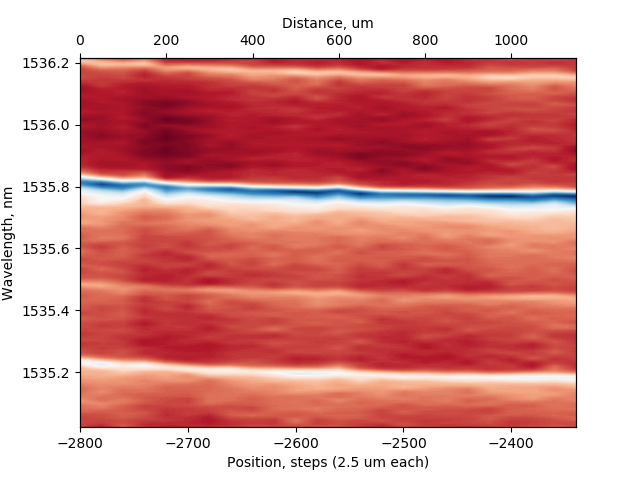 Distance, um
0 200 400 600 800 1000
1536.2
1536.0
1535.8
1535.6
1535.4
1535.2
Wavelength, nm
−2800 −2700 −2600 −2500 −2400
Position, steps (2.5 um each)